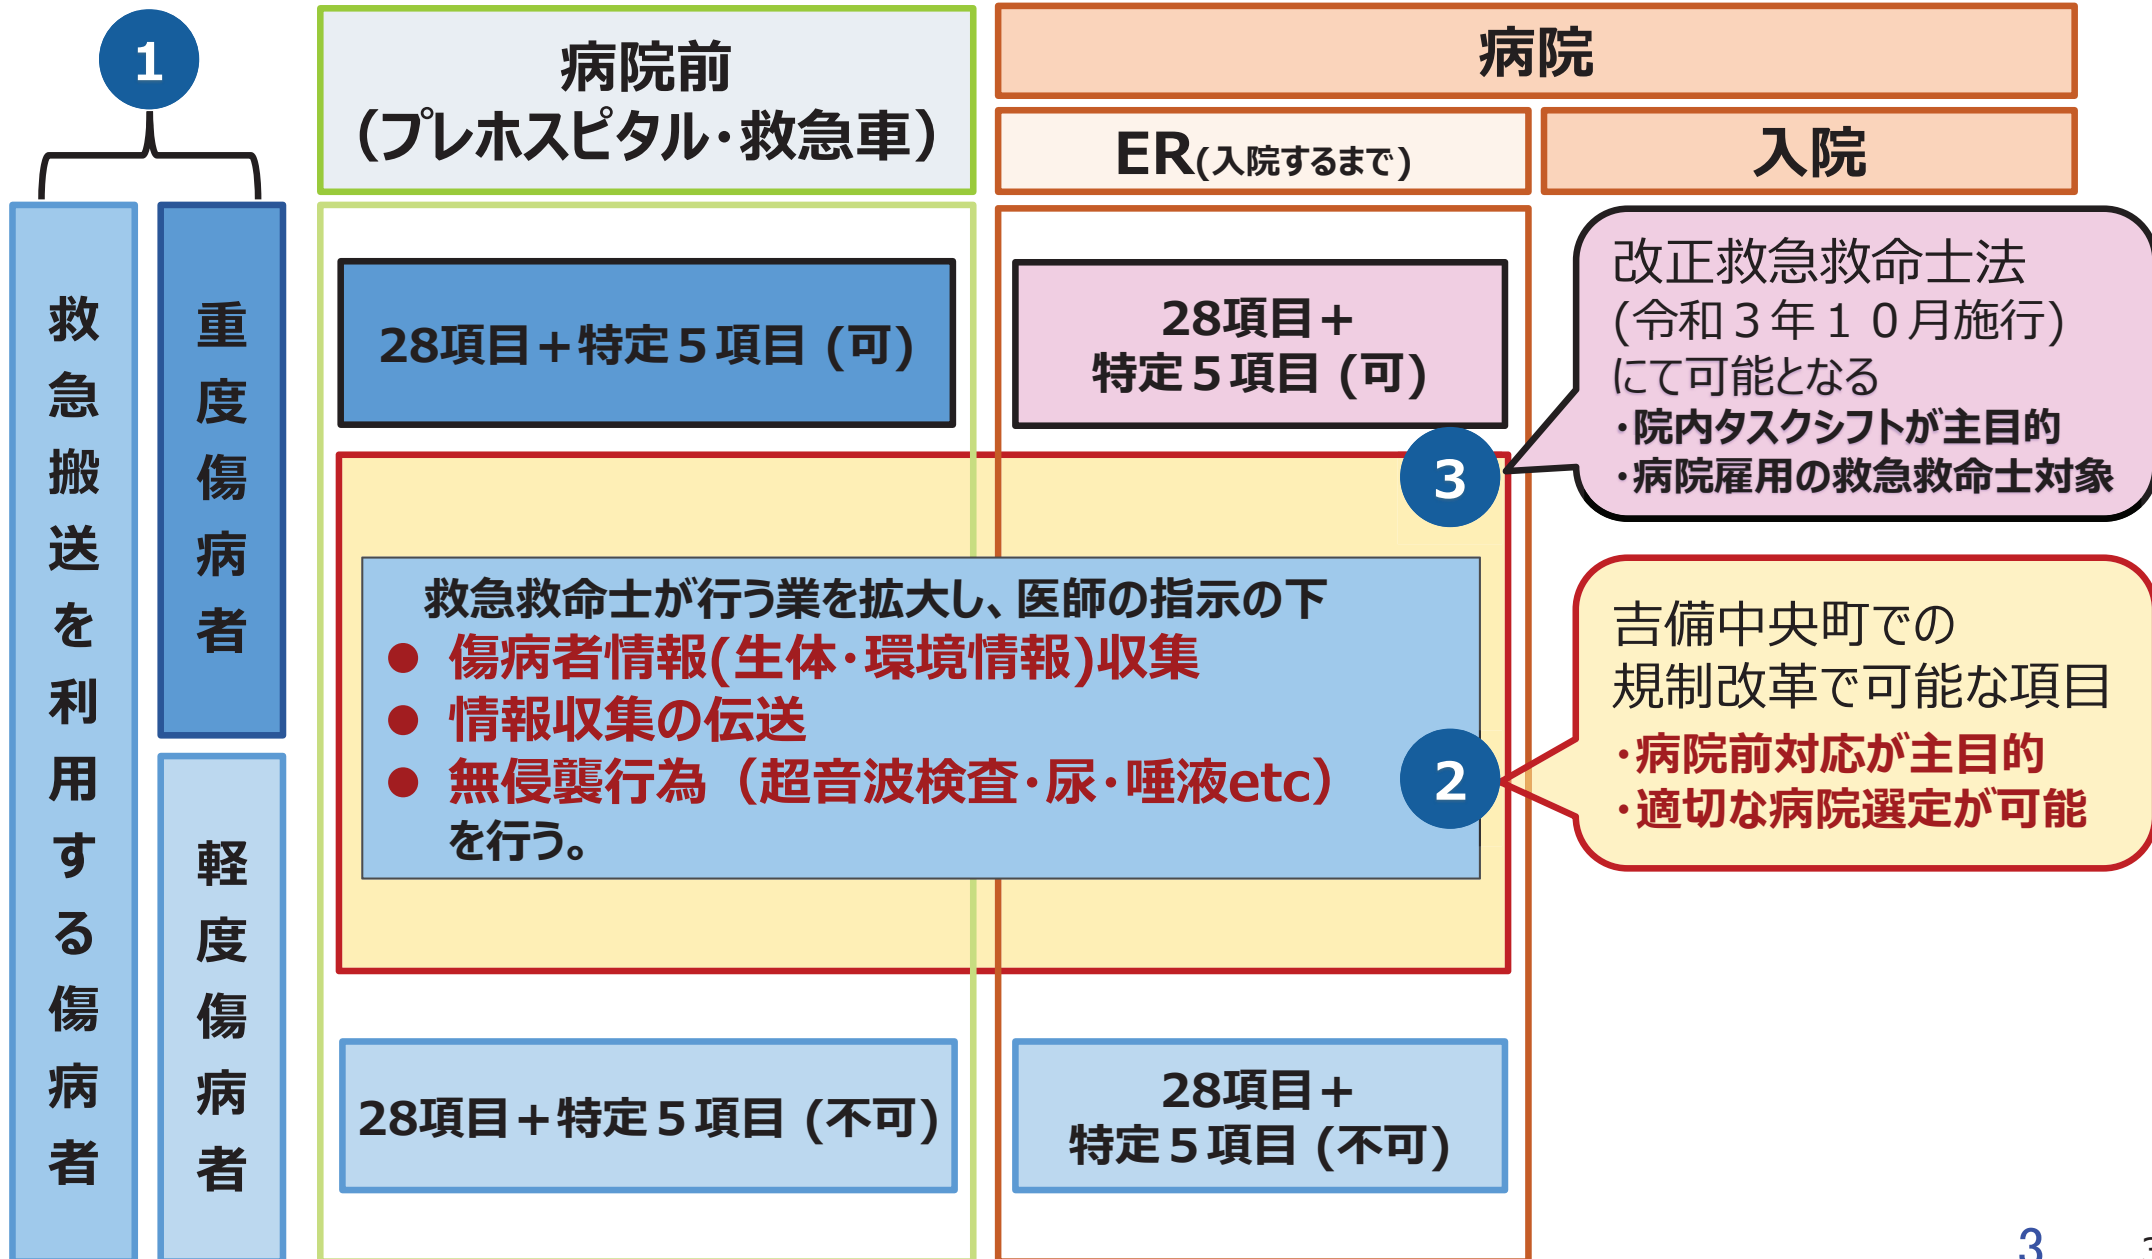 1
病院前
（プレホスピタル・救急車）
病院
ER(入院するまで)
入院
救急搬送を利用する傷病者
重度傷病者
軽度傷病者
28項目＋特定５項目 (可)
28項目＋
特定５項目 (可)
改正救急救命士法
(令和３年１０月施行)
にて可能となる
・院内タスクシフトが主目的
・病院雇用の救急救命士対象
3
救急救命士が行う業を拡大し、医師の指示の下
● 傷病者情報(生体・環境情報)収集
● 情報収集の伝送
● 無侵襲行為（超音波検査・尿・唾液etc）
を行う。
2
吉備中央町での
規制改革で可能な項目
・病院前対応が主目的
・適切な病院選定が可能
28項目＋特定５項目 (不可)
28項目＋
特定５項目 (不可)
3